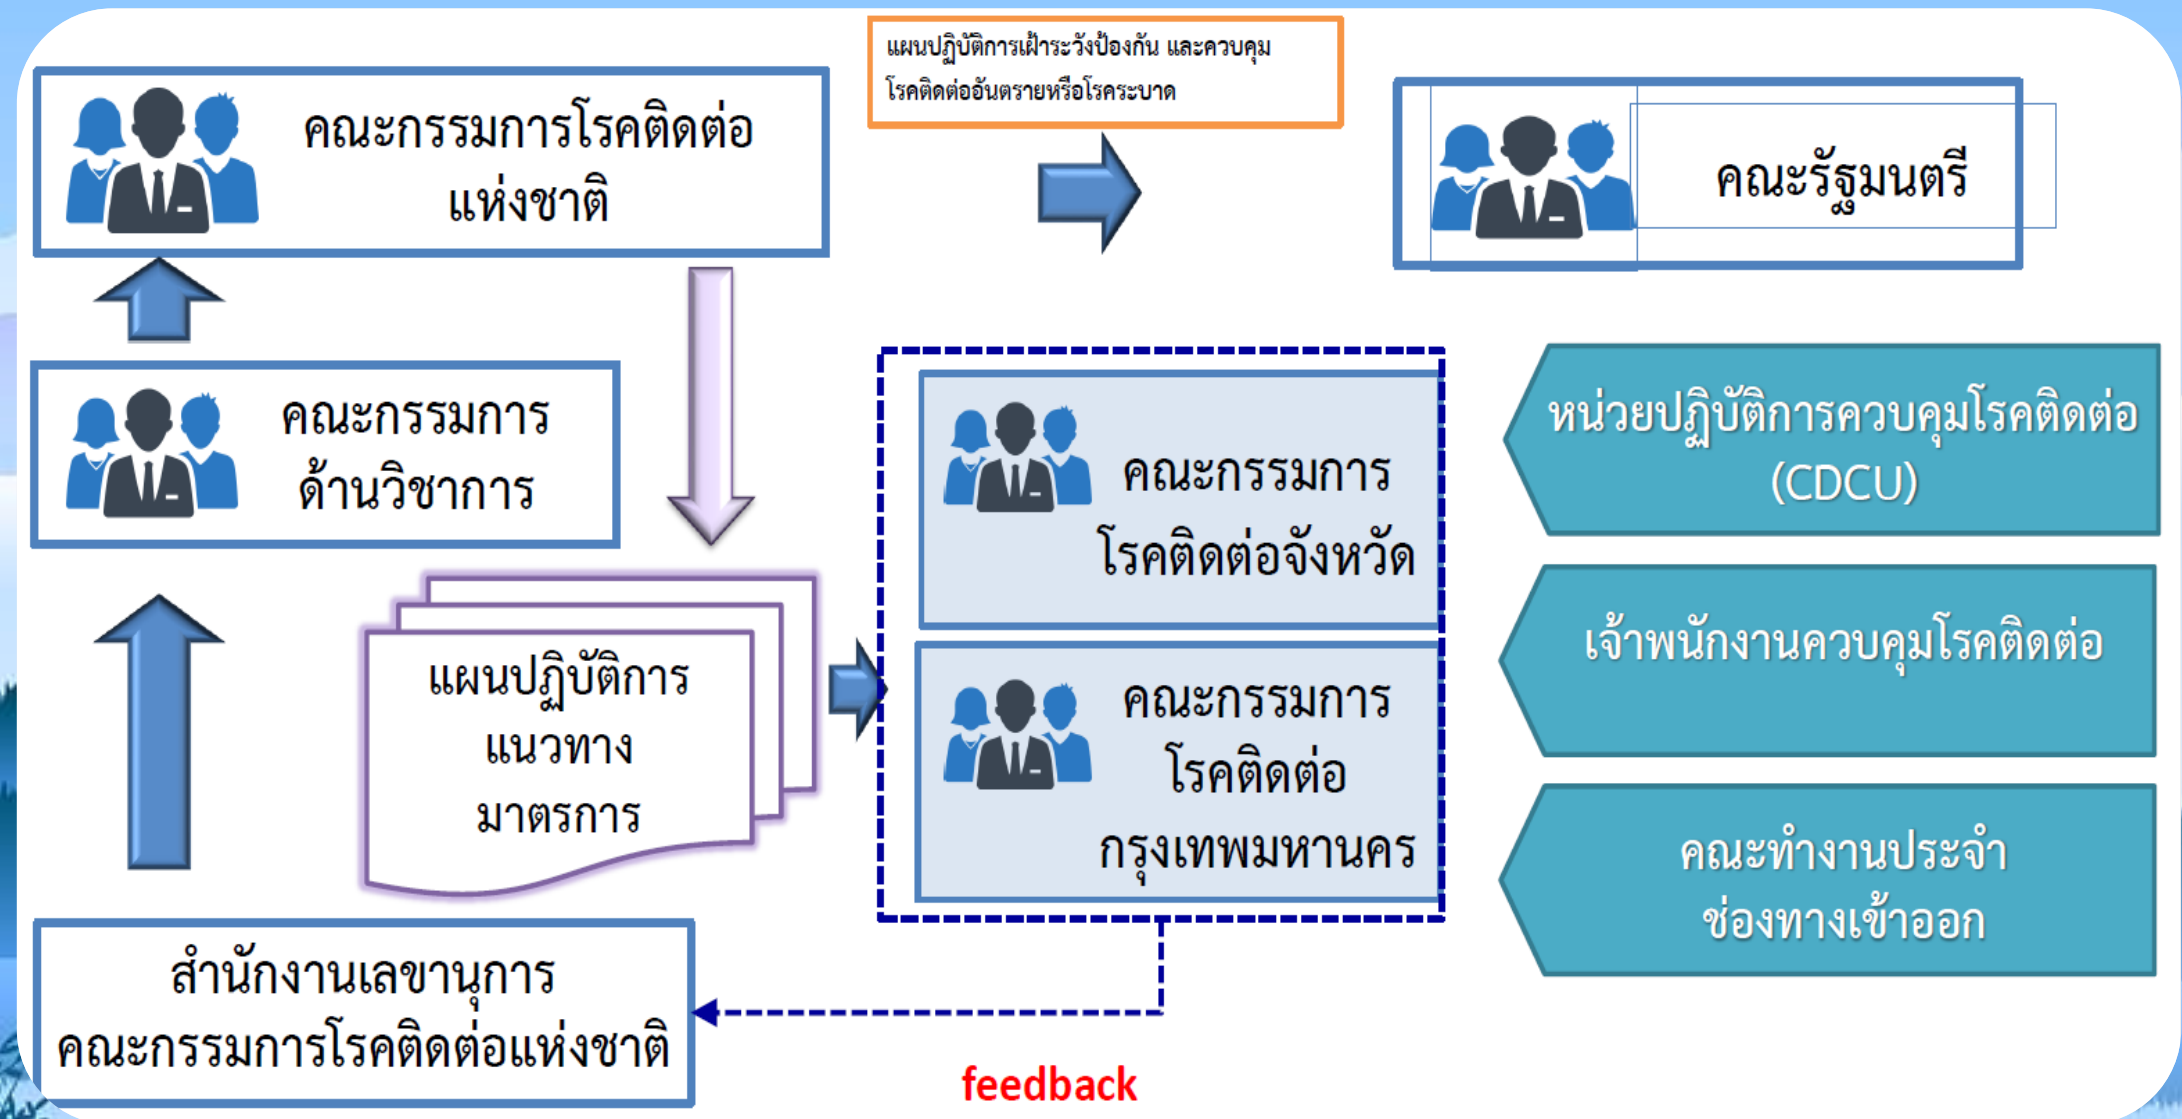 แผนปฏิบัติการเฝ้าระวังป้องกัน และควบคุม
โรคติดต่ออันตรายหรือโรคระบาด
คณะกรรมการโรคติดต่อ
แห่งชาติ
คณะรัฐมนตรี
คณะกรรมการ
ด้านวิชาการ
แผนปฏิบัติการ
แนวทาง
มาตรการ
สำนักงานเลขานุการ
คณะกรรมการโรคติดต่อแห่งชาติ
คณะกรรมการ
โรคติดต่อจังหวัด
คณะกรรมการ
โรคติดต่อ
กรุงเทพมหานคร
feedback
หน่วยปฏิบัติการควบคุมโรคติดต่อ
(CDCU)
เจ้าพนักงานควบคุมโรคติดต่อ
คณะทำงานประจำ
ช่องทางเข้าออก